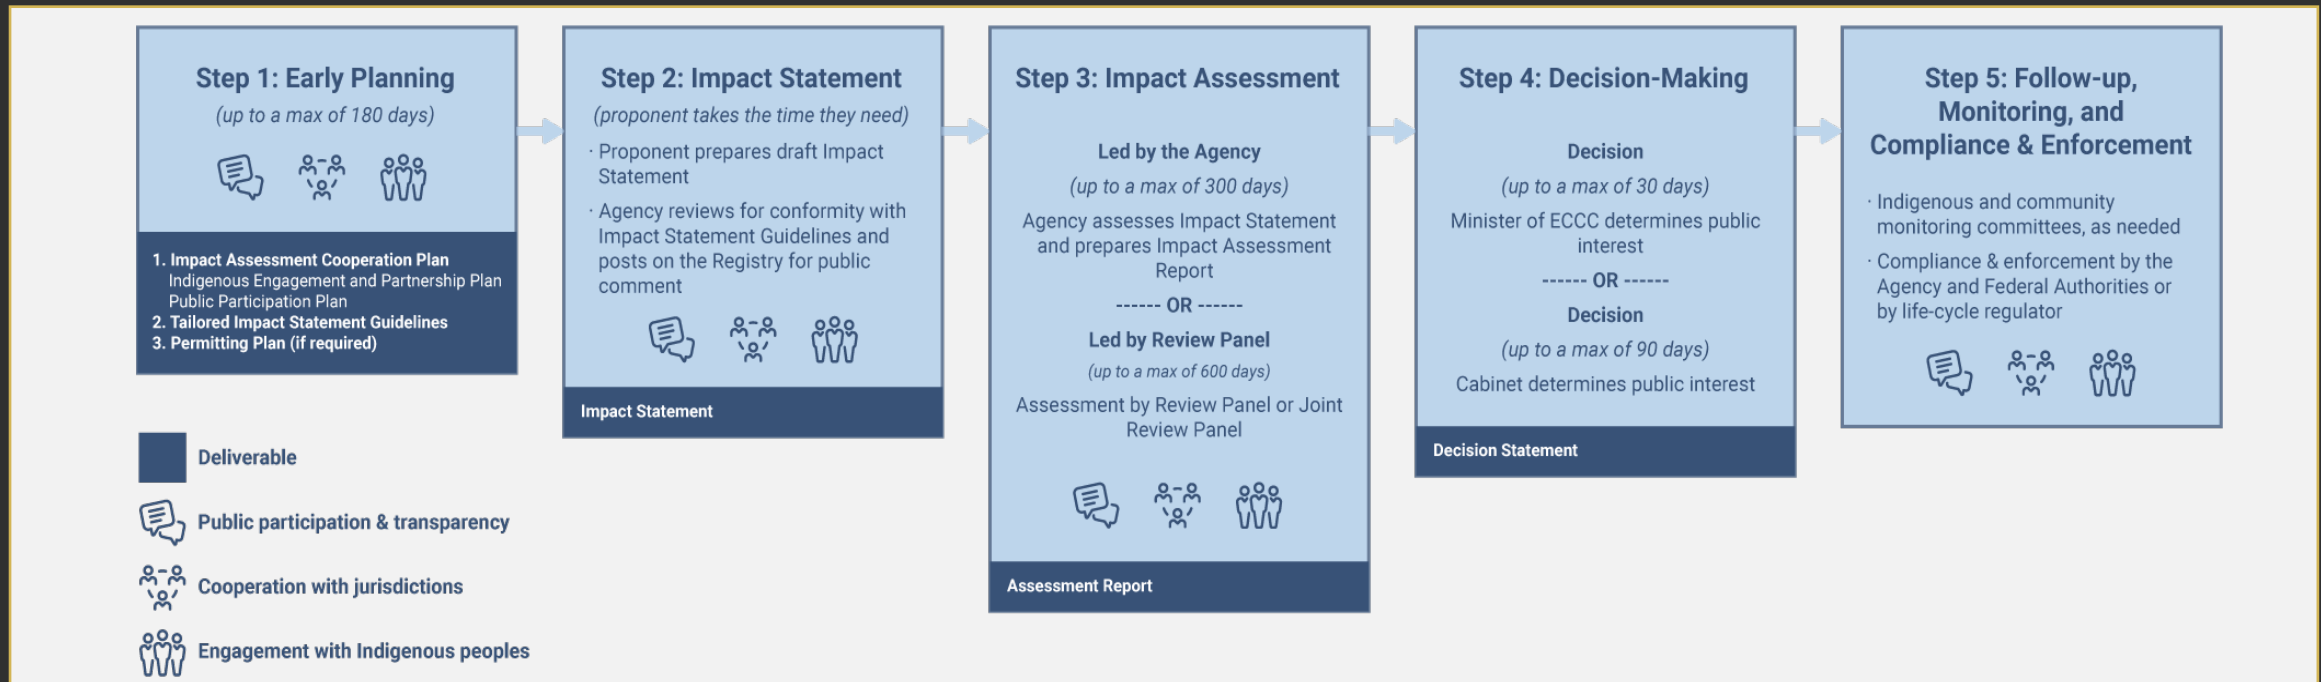 Step 1: Early Planning
(up to a max of 180 days)
1. Impact Assessment Cooperation Plan
Indigenous Engagement and Partnership Plan
Public Participation Plan
2. Tailored Impact Statement Guidelines
3. Permitting Plan (if required)
Step 2: Impact Statement
(proponent takes the time they need)
· Proponent prepares draft Impact
Statement
· Agency reviews for conformity with
Impact Statement Guidelines and
posts on the Registry for public
comment
Impact Statement
Step 3: Impact Assessment
Led by the Agency
(up to a max of 300 days)
Agency assesses Impact Statement
and prepares Impact Assessment
Report
------ OR ------
Led by Review Panel
(up to a max of 600 days)
Assessment by Review Panel or Joint
Review Panel
Assessment Report
Step 4: Decision-Making
Decision
(up to a max of 30 days)
Minister of ECCC determines public
interest
------ OR ------
Decision
(up to a max of 90 days)
Cabinet determines public interest
Decision Statement
Step 5: Follow-up,
Monitoring, and
Compliance & Enforcement
· Indigenous and community
monitoring committees, as needed
· Compliance & enforcement by the
Agency and Federal Authorities or
by life-cycle regulator
Deliverable
Public participation & transparency
Cooperation with jurisdictions
Engagement with Indigenous peoples